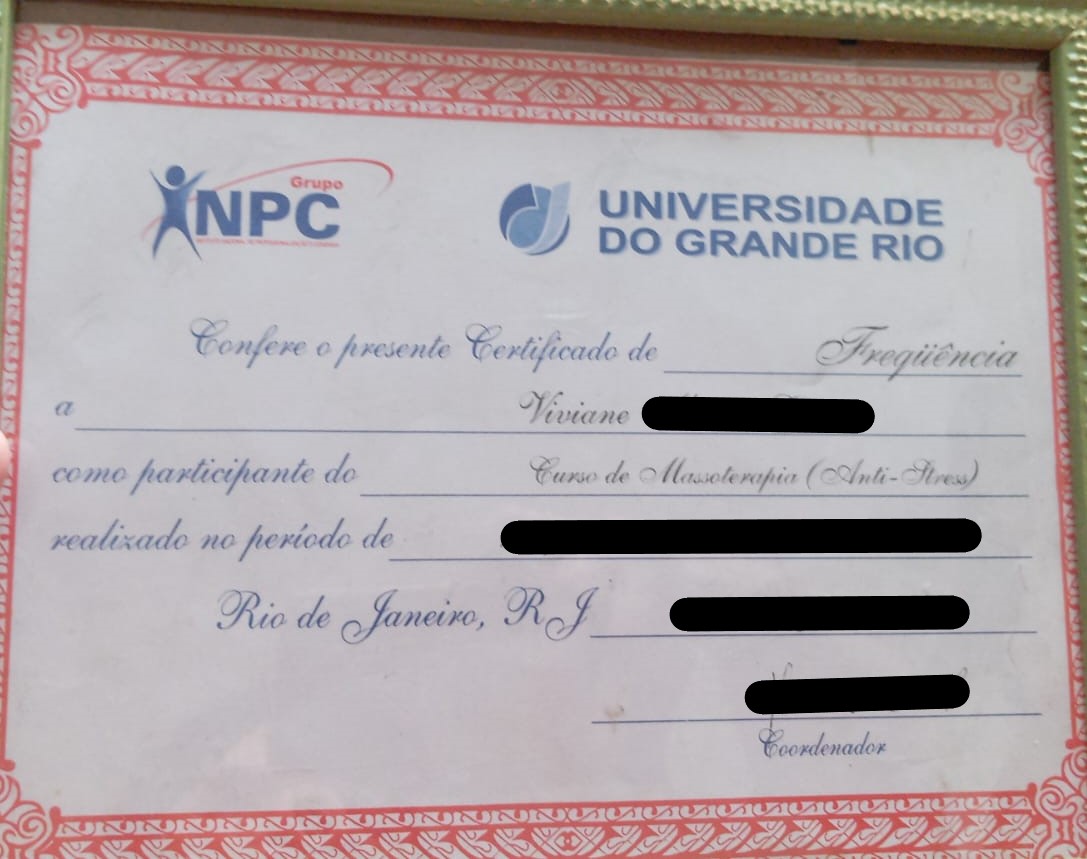 Grupo
NPC
UNIVERSIDADE
DO GRANDE RIO
Confere o presente Certificado de Freqüência
a Viviane
como participante do Curso de Massoterapia (Anti-Stress)
realizado no período de
Rio de Janeiro, RJ
Coordenador